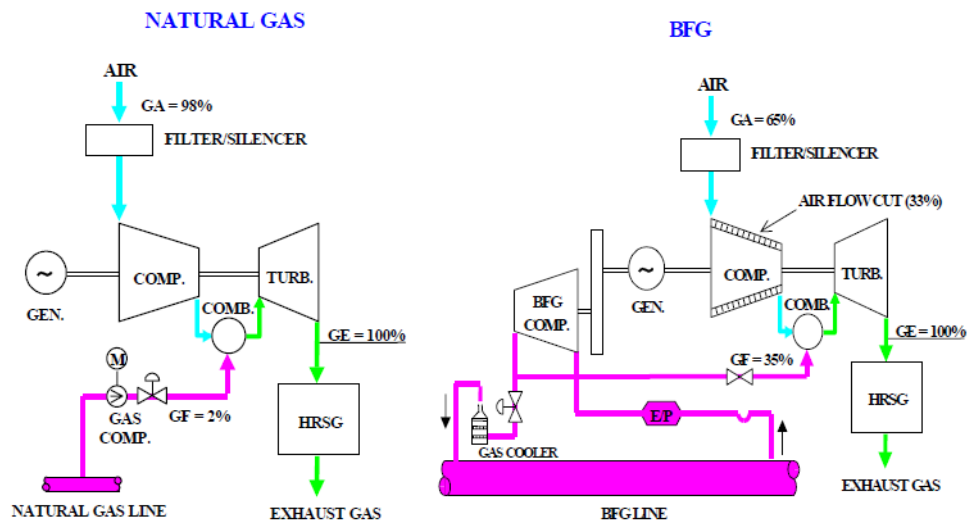 NATURAL GAS
AIR
GA = 98%
FILTER/SILENCER
COMP.
TURB.
~
GEN.
COMB.
GE = 100%
M
GAS
COMP.
GF = 2%
HRSG
NATURAL GAS LINE
EXHAUST GAS
BFG
AIR
GA = 65%
FILTER/SILENCER
AIR FLOW CUT (33%)
BFG
COMP.
~
GEN.
COMP.
TURB.
COMB.
GE = 100%
GF = 35%
E/P
HRSG
GAS COOLER
BFG LINE
EXHAUST GAS